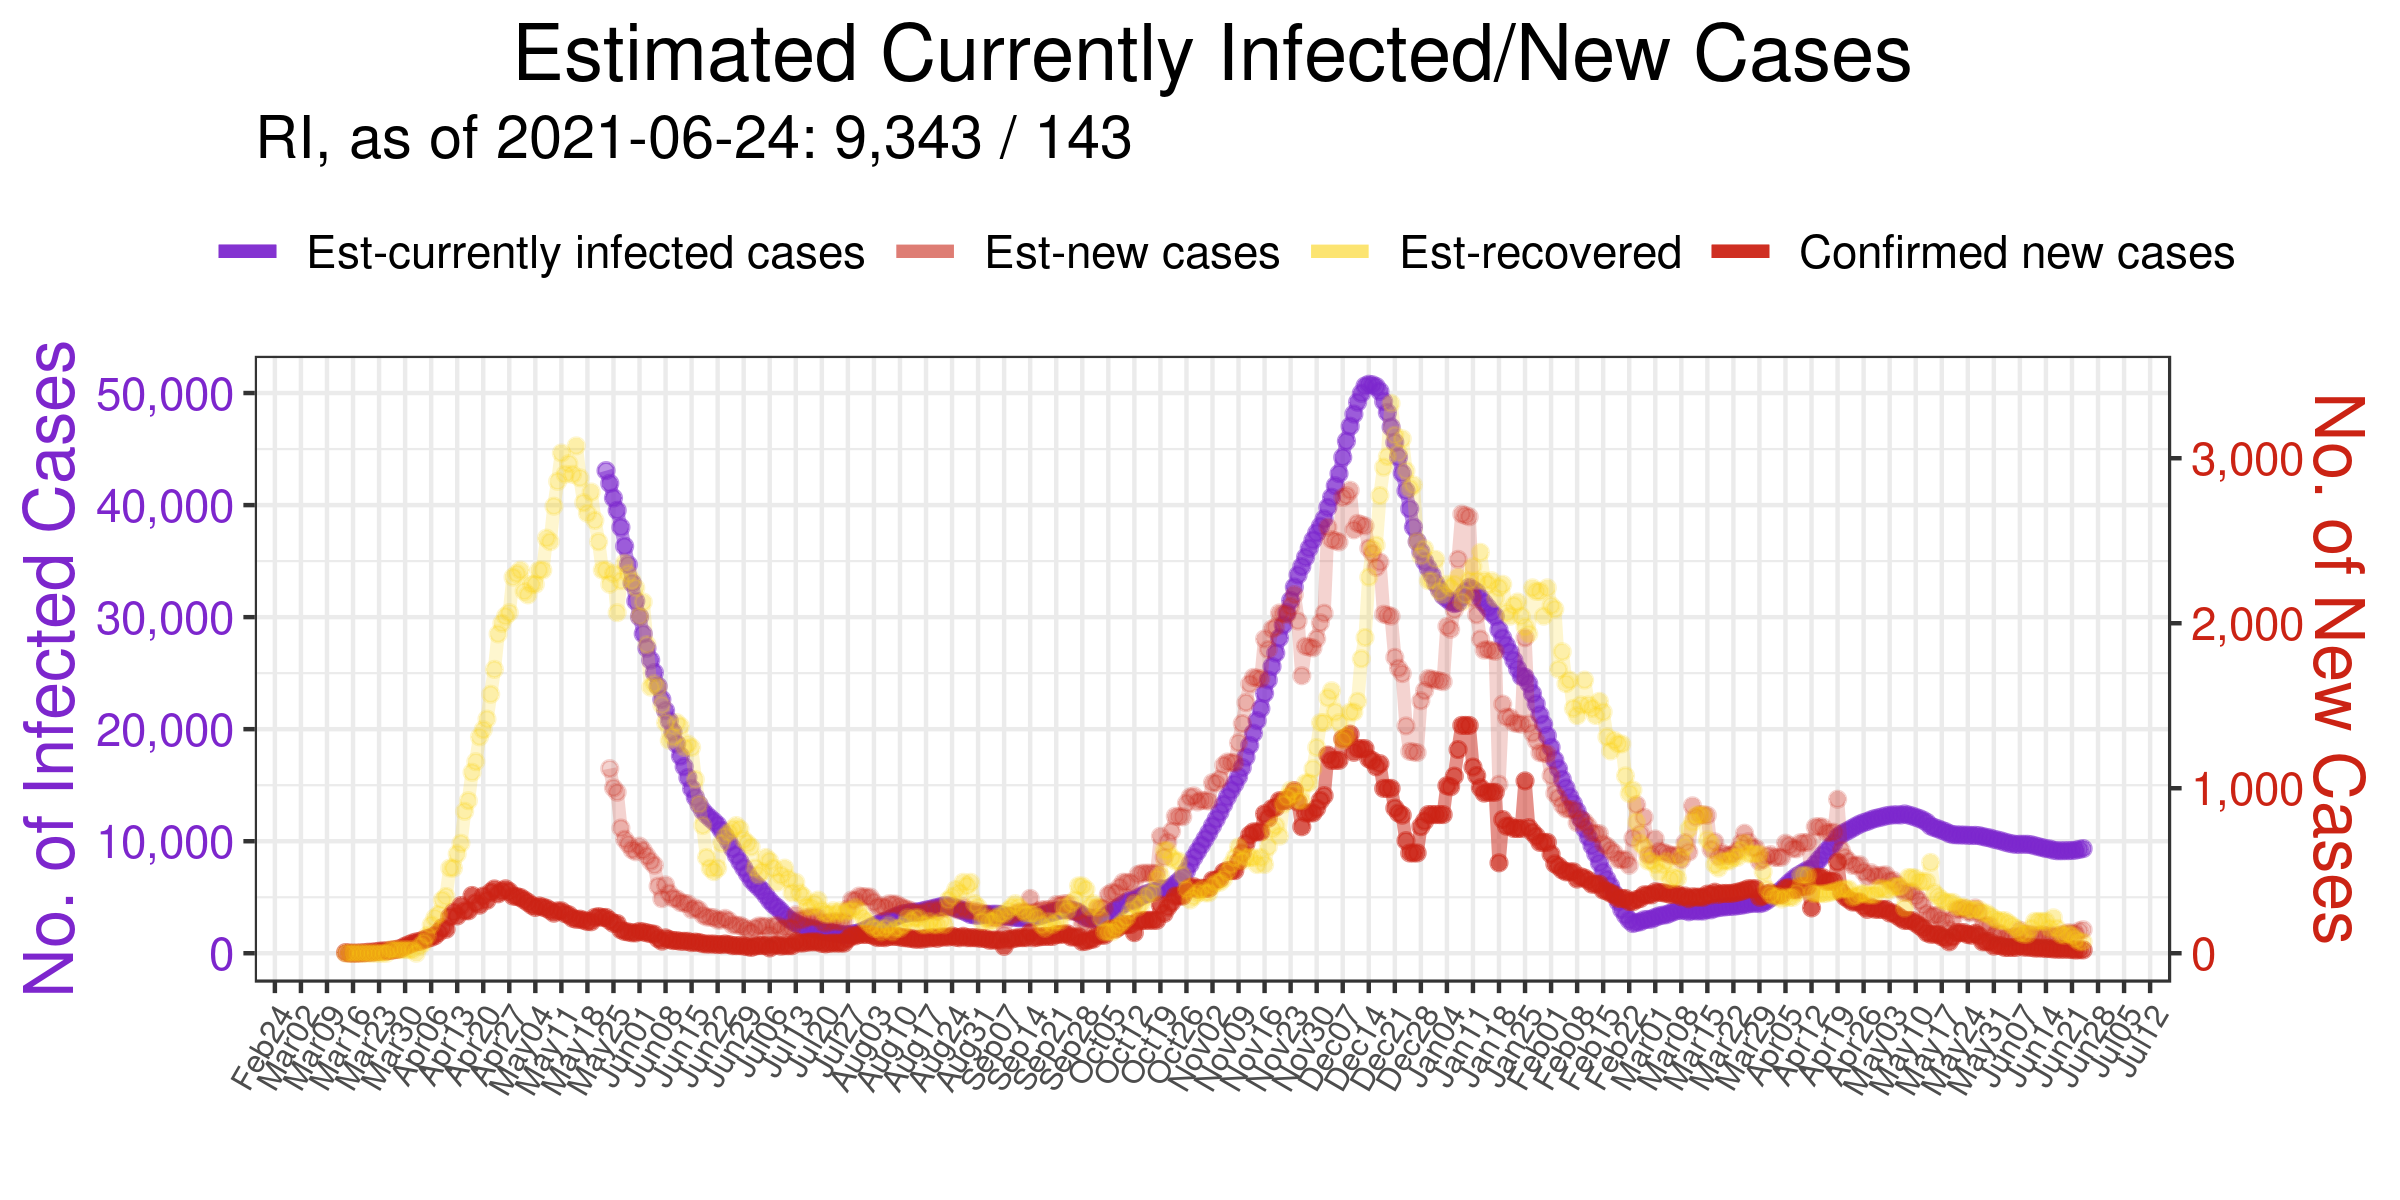 Estimated Currently Infected/New Cases
RI, as of 2021-06-24: 9,343 / 143
Est-currently infected cases Est-new cases Est-recovered Confirmed new cases
No. of Infected Cases
50,000
40,000
30,000
20,000
10,000
0
3,000
2,000
1,000
0
No. of New Cases
Feb24
Mar02
Mar09
Mar16
Mar23
Mar30
Apr06
Apr13
Apr20
Apr27
May04
May11
May18
May25
Jun01
Jun08
Jun15
Jun22
Jun29
Jul06
Jul13
Jul20
Jul27
Aug03
Aug10
Aug17
Aug24
Aug31
Sep07
Sep14
Sep21
Sep28
Oct05
Oct12
Oct19
Oct26
Nov02
Nov09
Nov16
Nov23
Nov30
Dec07
Dec14
Dec21
Dec28
Jan04
Jan11
Jan18
Jan25
Feb01
Feb08
Feb15
Feb22
Mar01
Mar08
Mar15
Mar22
Mar29
Apr05
Apr12
Apr19
Apr26
May03
May10
May17
May24
May31
Jun07
Jun14
Jun21
Jun28
Jul05
Jul12